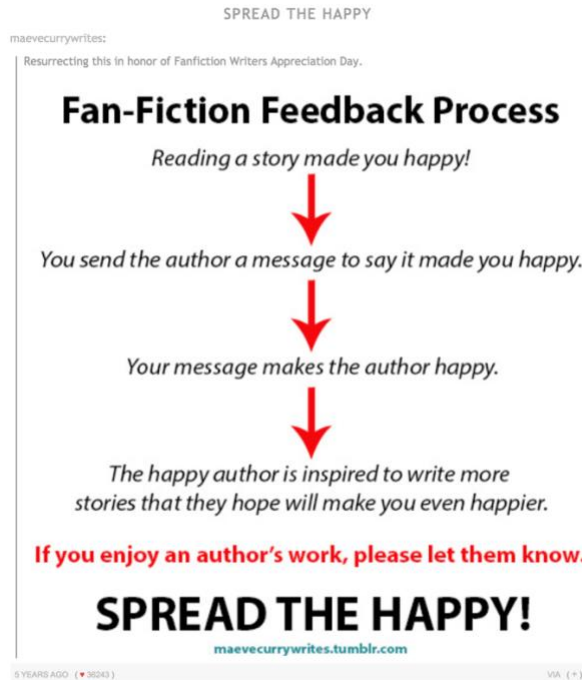 SPREAD THE HAPPY
maevecurrywrites:
Resurrecting this in honor of Fanfiction Writers Appreciation Day.
Fan-Fiction Feedback Process
Reading a story made you happy!
You send the author a message to say it made you happy.
Your message makes the author happy.
The happy author is inspired to write more
stories that they hope will make you even happier.
If you enjoy an author's work, please let them know.
SPREAD THE HAPPY!
maevecurrywrites.tumblr.com
5 YEARS AGO ( ♥ 36243 ) VIA (+)